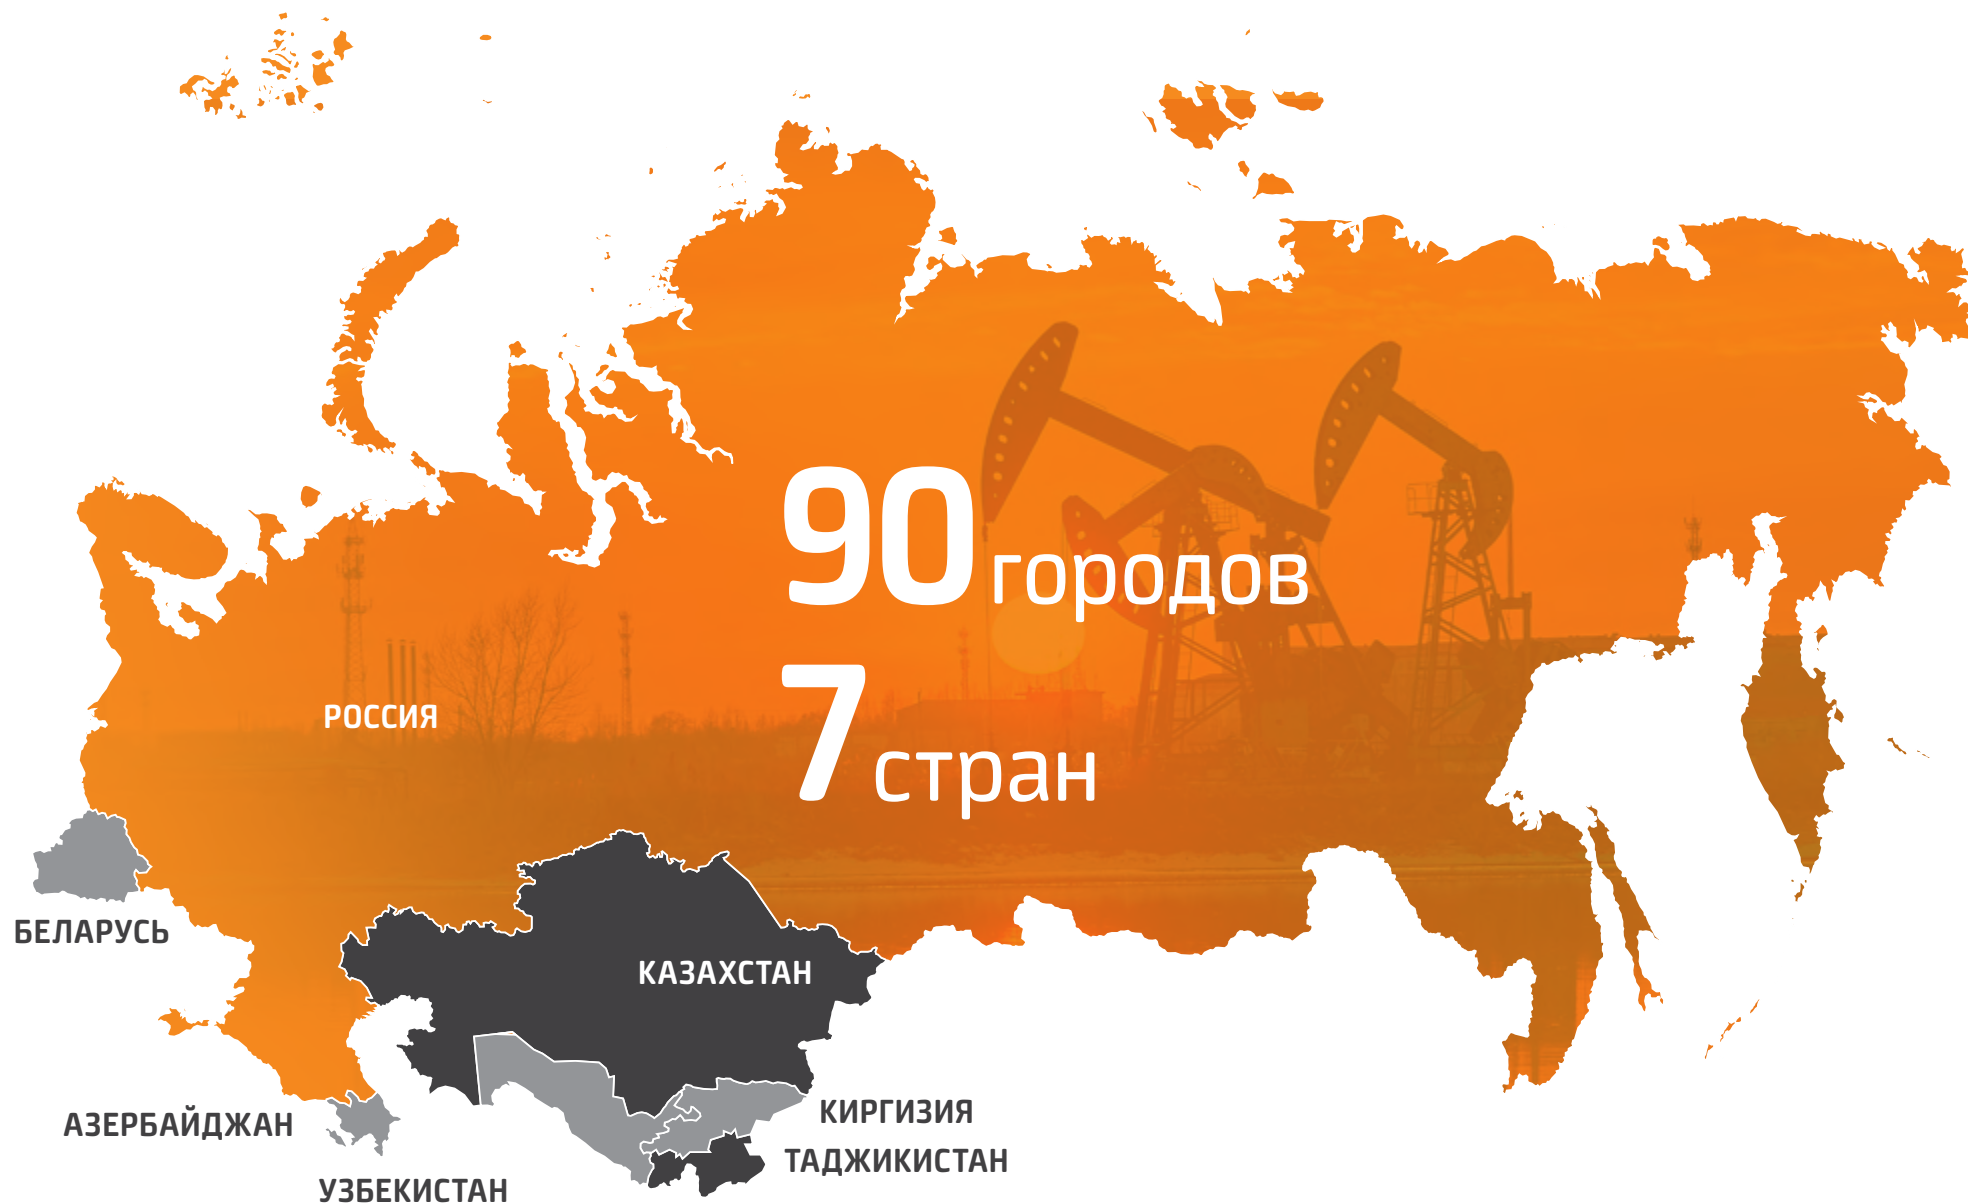 90 городов
7 стран
РОССИЯ
БЕЛАРУСЬ
КАЗАХСТАН
АЗЕРБАЙДЖАН
КИРГИЗИЯ
ТАДЖИКИСТАН
УЗБЕКИСТАН